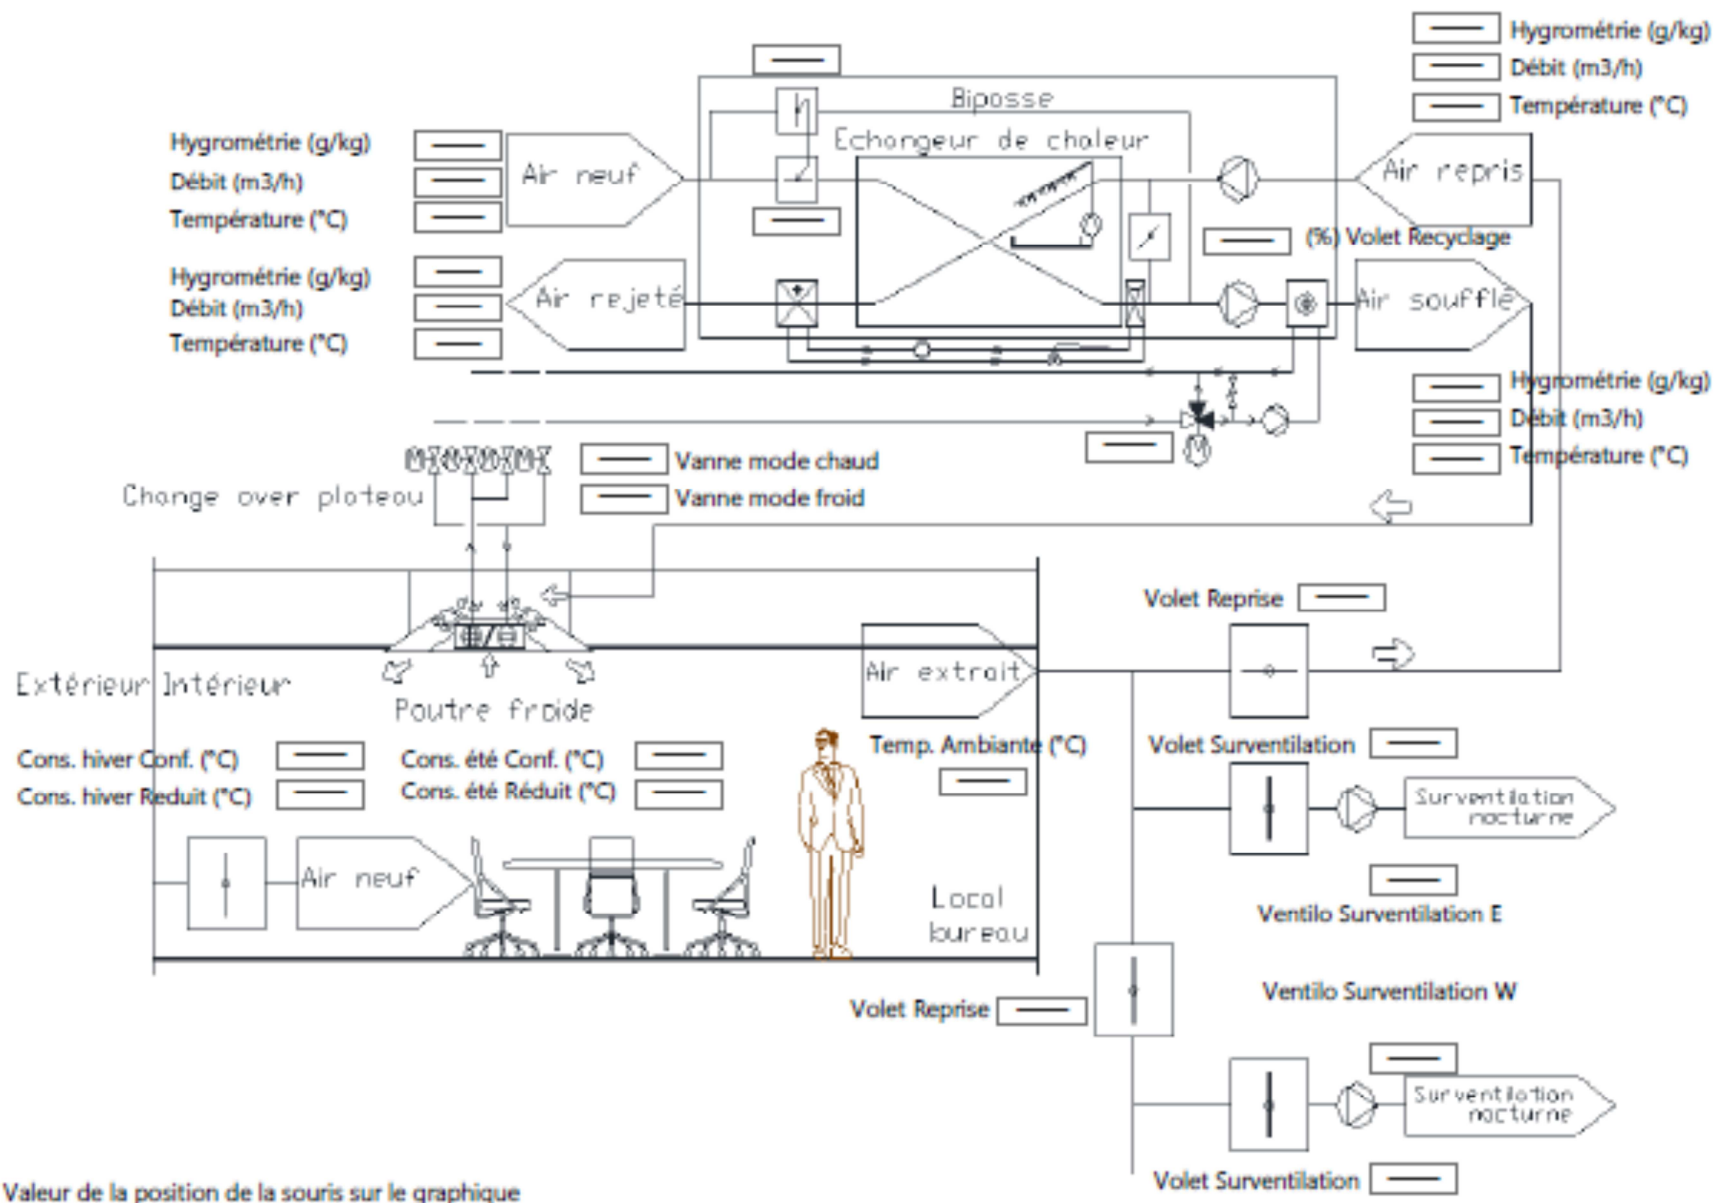 Hygrométrie (g/kg)
Débit (m3/h)
Température (°C)
Bipasse
Echangeur de chaleur
Hygrométrie (g/kg)
Débit (m3/h)
Température (°C)
Air neuf
Air repris
(%) Volet Recyclage
Hygrométrie (g/kg)
Débit (m3/h)
Température (°C)
Air rejeté
Air soufflé
Hygrométrie (g/kg)
Débit (m3/h)
Température (°C)
Vanne mode chaud
Vanne mode froid
Change over plateau
Volet Reprise
Air extrait
Extérieur
Intérieur
Poutre froide
Cons. hiver Conf. (°C)
Cons. été Conf. (°C)
Temp. Ambiante (°C)
Volet Surventilation
Cons. hiver Reduit (°C)
Cons. été Réduit (°C)
Surventilation
nocturne
Air neuf
Local
bureau
Ventilo Surventilation E
Ventilo Surventilation W
Volet Reprise
Surventilation
nocturne
Volet Surventilation
Valeur de la position de la souris sur le graphique